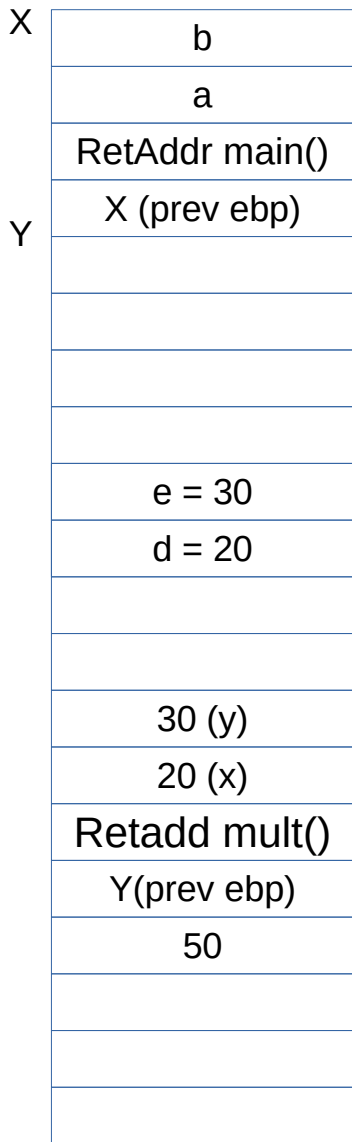 X
b
a
RetAddr main()
X (prev ebp)
Y
e = 30
d = 20
30 (y)
20 (x)
Retadd mult()
Y(prev ebp)
50